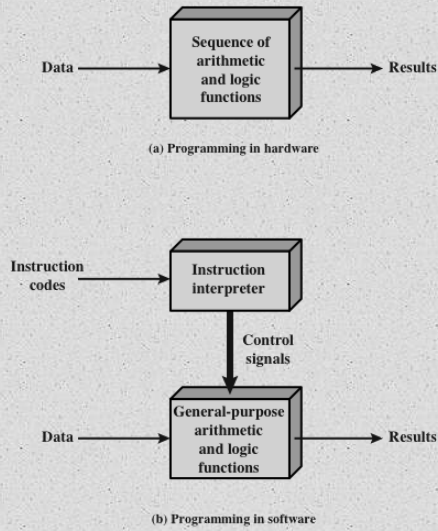 Sequence of
arithmetic
and logic
functions
Data
Results
(a) Programming in hardware
Instruction
codes
Instruction
interpreter
Control
signals
General-purpose
arithmetic
and logic
functions
Data
Results
(b) Programming in software